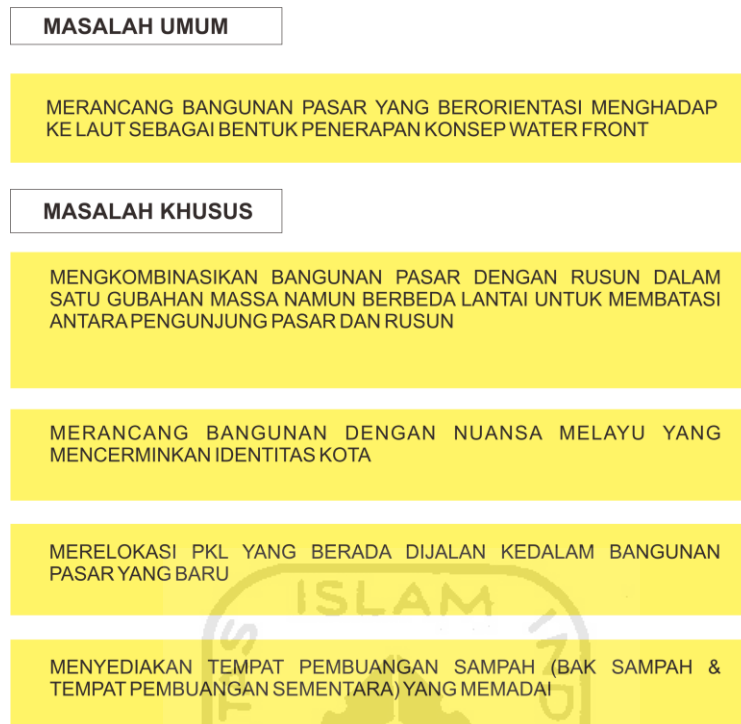 MASALAH UMUM
MERANCANG BANGUNAN PASAR YANG BERORIENTASI MENGHADAP
KE LAUT SEBAGAI BENTUK PENERAPAN KONSEP WATER FRONT
MASALAH KHUSUS
MENGKOMBINASIKAN BANGUNAN PASAR DENGAN RUSUN DALAM
SATU GUBAHAN MASSA NAMUN BERBEDA LANTAI UNTUK MEMBATASI
ANTARA PENGUNJUNG PASAR DAN RUSUN
MERANCANG BANGUNAN DENGAN NUANSA MELAYU YANG
MENCERMINKAN IDENTITAS KOTA
MERELOKASI PKL YANG BERADA DIJALAN KEDALAM BANGUNAN
PASAR YANG BARU
ISLAM
MENYEDIAKAN TEMPAT PEMBUANGAN SAMPAH (BAK SAMPAH &
TEMPAT PEMBUANGAN SEMENTARA) YANG MEMADAI